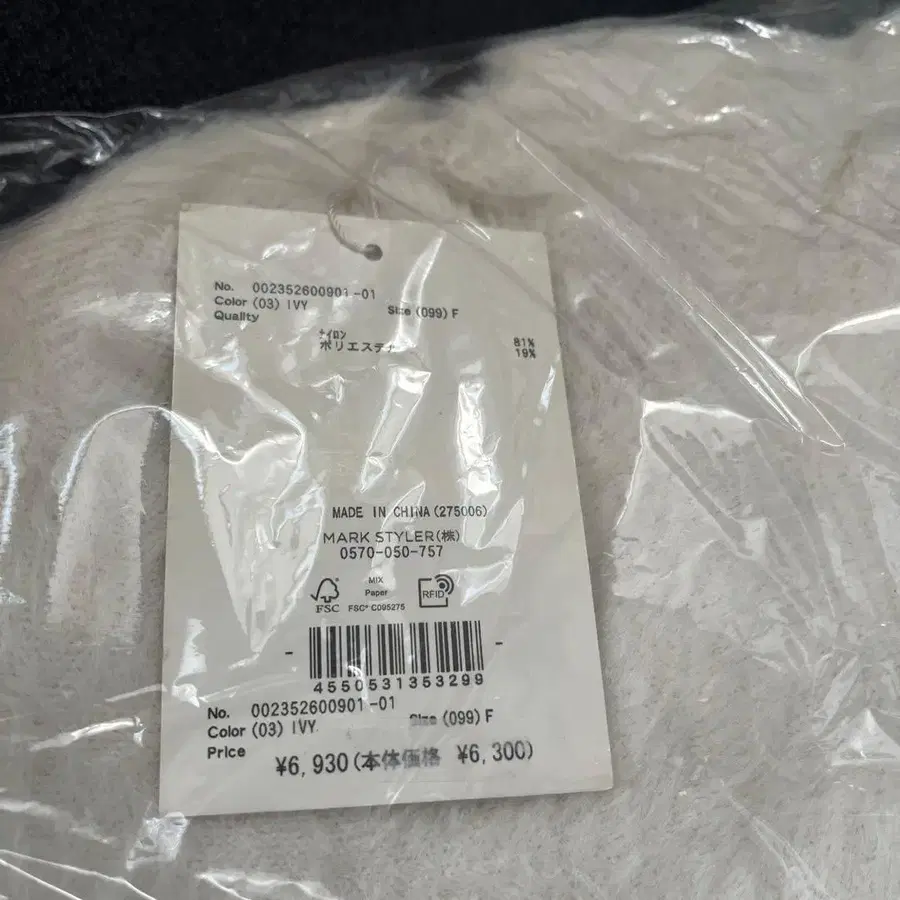 No. 002352600901-01
Color (03) IVY Size (099) F
Quality
ナイロン 81%
ポリエステル 19%
MADE IN CHINA(275006)
MARK STYLER(株)
0570-050-757
MIX
Paper
FSC FSC® C095275
RFID
4550531353299
No. 002352600901-01
Color (03) IVY Size (099) F
Price ¥6,930(本体価格 ¥6,300)